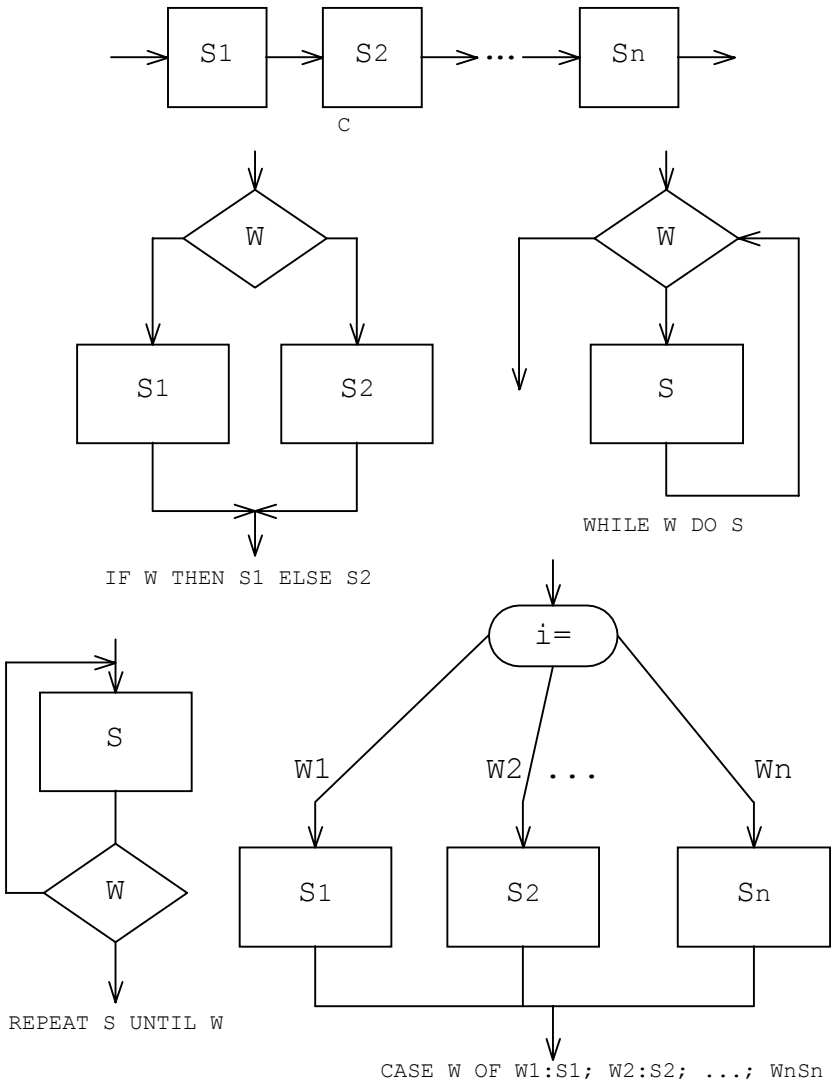 S1 S2 ... Sn
C
W
S1 S2
IF W THEN S1 ELSE S2
W
S
WHILE W DO S
S
W
REPEAT S UNTIL W
i=
W1 W2 ... Wn
S1 S2 Sn
CASE W OF W1:S1; W2:S2; ...; WnSn